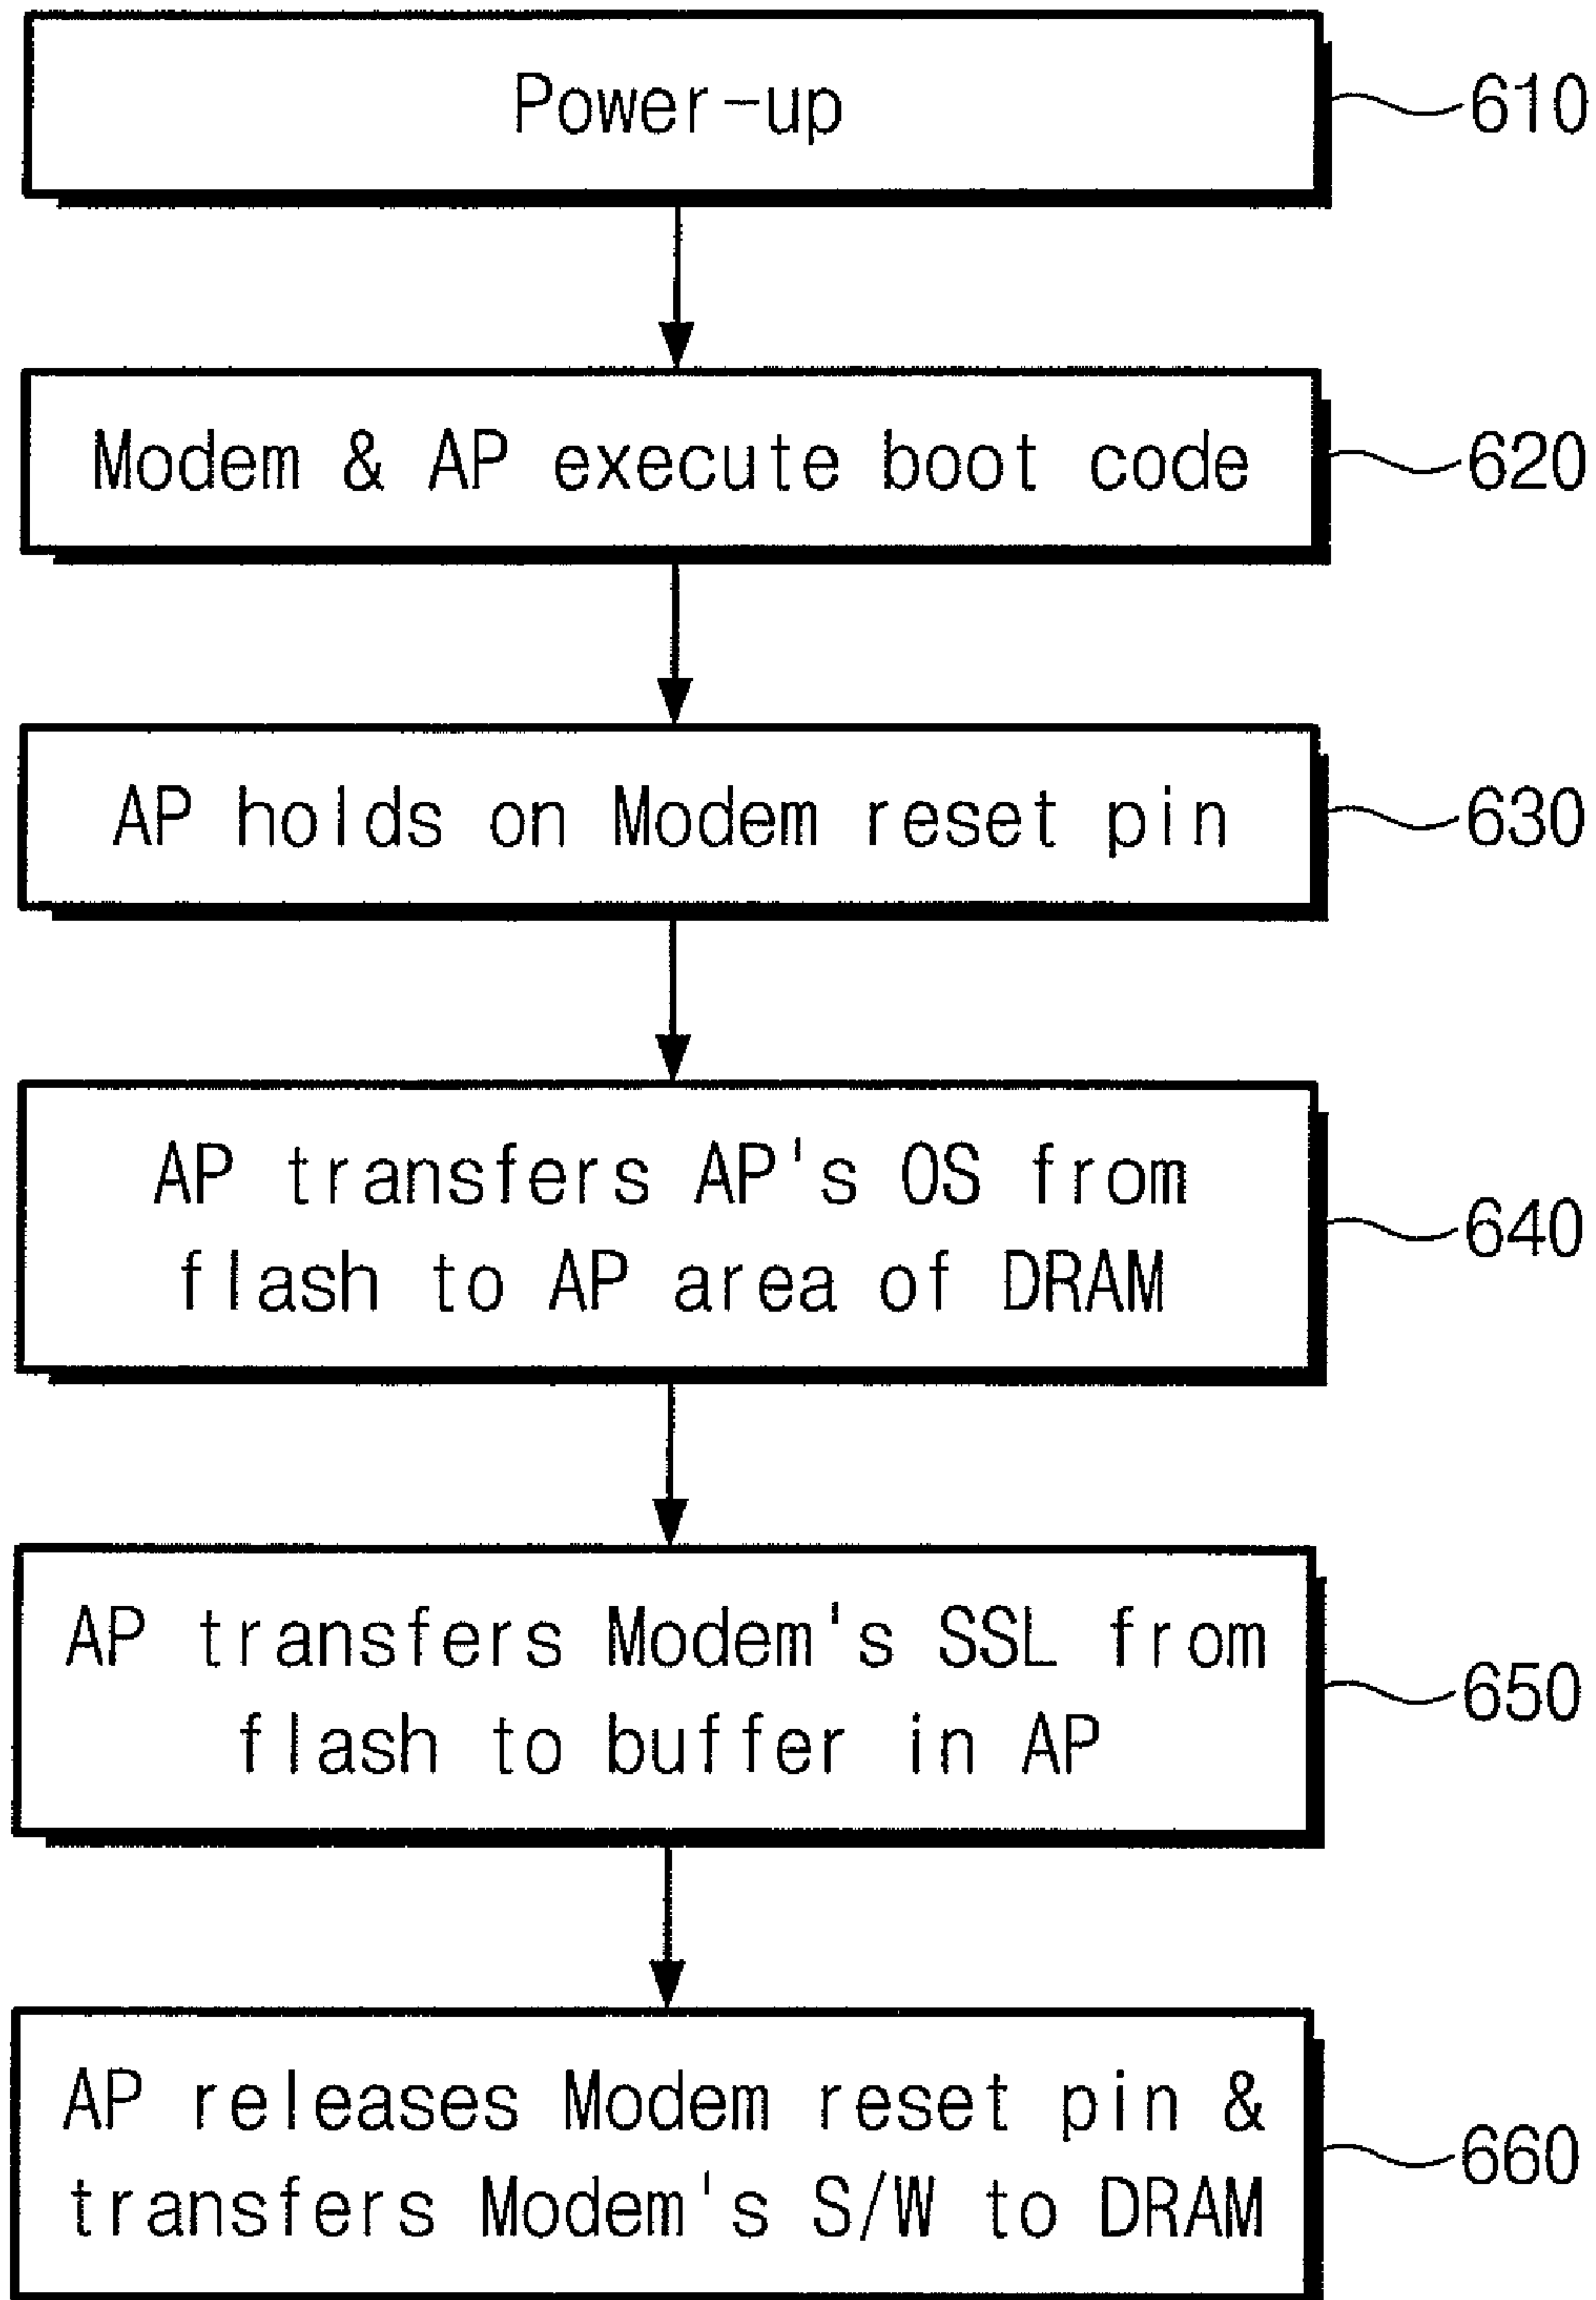 Power-up
610
Modem & AP execute boot code
620
AP holds on Modem reset pin
630
AP transfers AP's OS from
flash to AP area of DRAM
640
AP transfers Modem's SSL from
flash to buffer in AP
650
AP releases Modem reset pin &
transfers Modem's S/W to DRAM
660